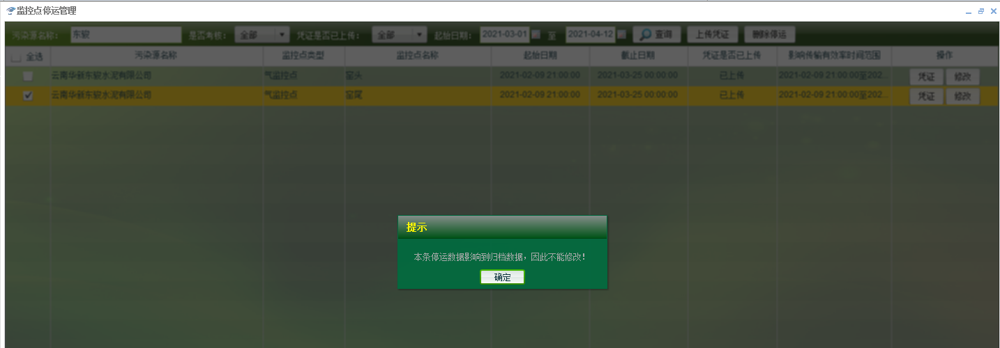 监控点停运管理
污染源名称： 东骏 是否考核： 全部 凭证是否已上传： 全部 起始日期： 2021-03-01 至 2021-04-12 查询 上传凭证 删除停运
全选 污染源名称 监控点类型 监控点名称 起始日期 截止日期 凭证是否已上传 影响传输有效率时间范围 操作
云南华新东骏水泥有限公司 气监控点 窑头 2021-02-09 21:00:00 2021-03-25 00:00:00 已上传 2021-02-09 21:00:00至202... 凭证 修改
云南华新东骏水泥有限公司 气监控点 窑尾 2021-02-09 21:00:00 2021-03-25 00:00:00 已上传 2021-02-09 21:00:00至202... 凭证 修改
提示
本条停运数据影响到归档数据，因此不能修改！
确定